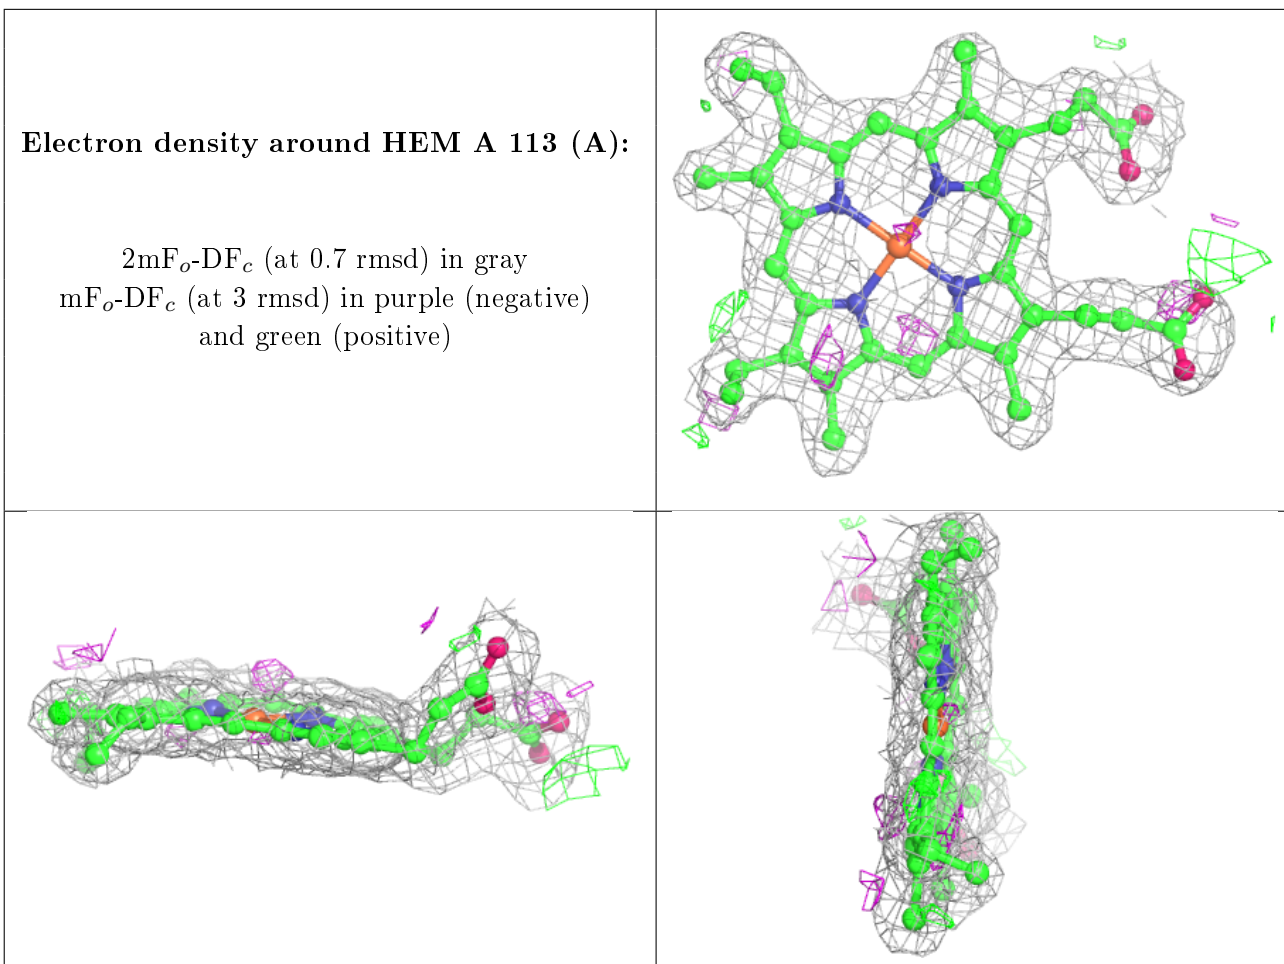 Electron density around HEM A 113 (A):
2mFo-DFc (at 0.7 rmsd) in gray
mFo-DFc (at 3 rmsd) in purple (negative)
and green (positive)